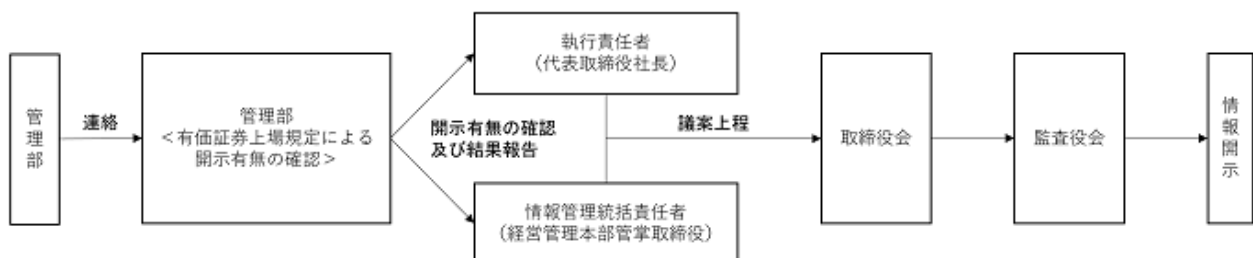 管理部
連絡
管理部
<有価証券上場規定による
開示有無の確認>
執行責任者
(代表取締役社長)
開示有無の確認
及び結果報告
情報管理統括責任者
(経営管理本部管掌取締役)
議案上程
取締役会
監査役会
情報開示